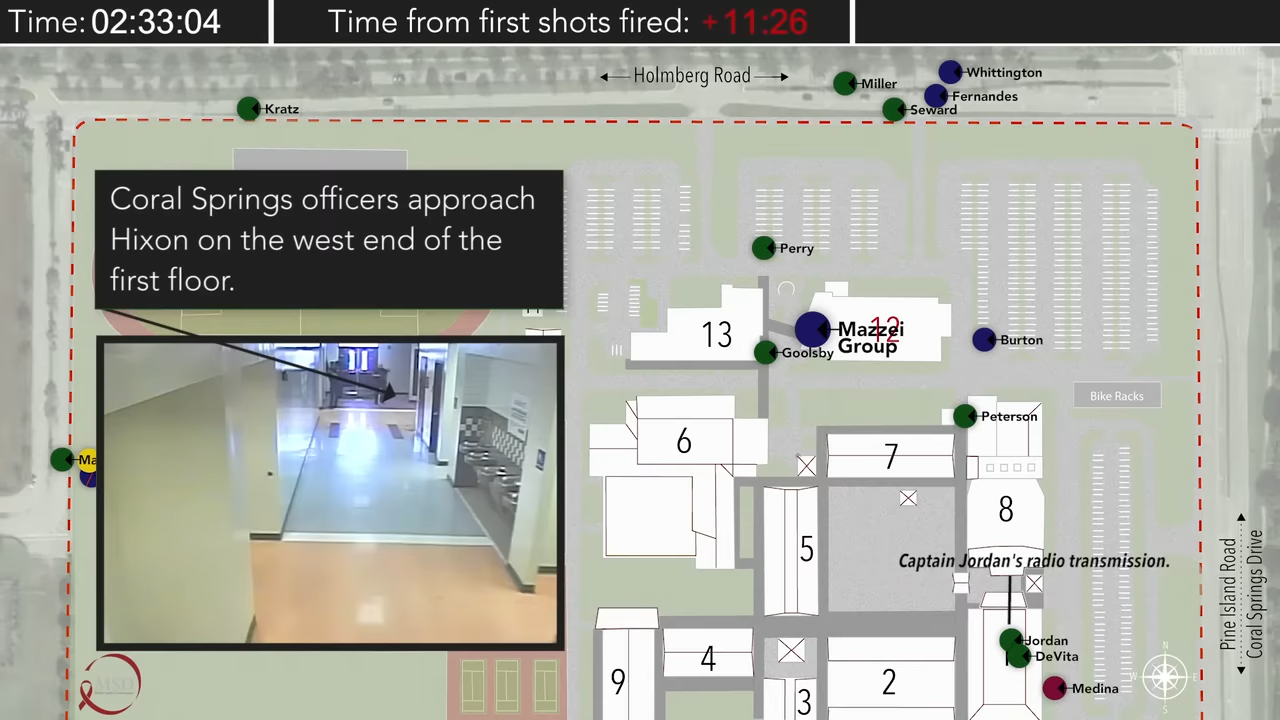 Time: 02:33:04
Time from first shots fired: +11:26
Holmberg Road
Whittington
Miller
Fernandes
Kratz
Seward
Coral Springs officers approach
Hixon on the west end of the
first floor.
Perry
13
12
Mazzei
Group
Goolsby
Burton
Bike Racks
Peterson
6
7
Ma
8
5
Captain Jordan's radio transmission.
Pine Island Road
Coral Springs Drive
Jordan
DeVita
4
9
2
Medina
3
MSD
N
W
E
S